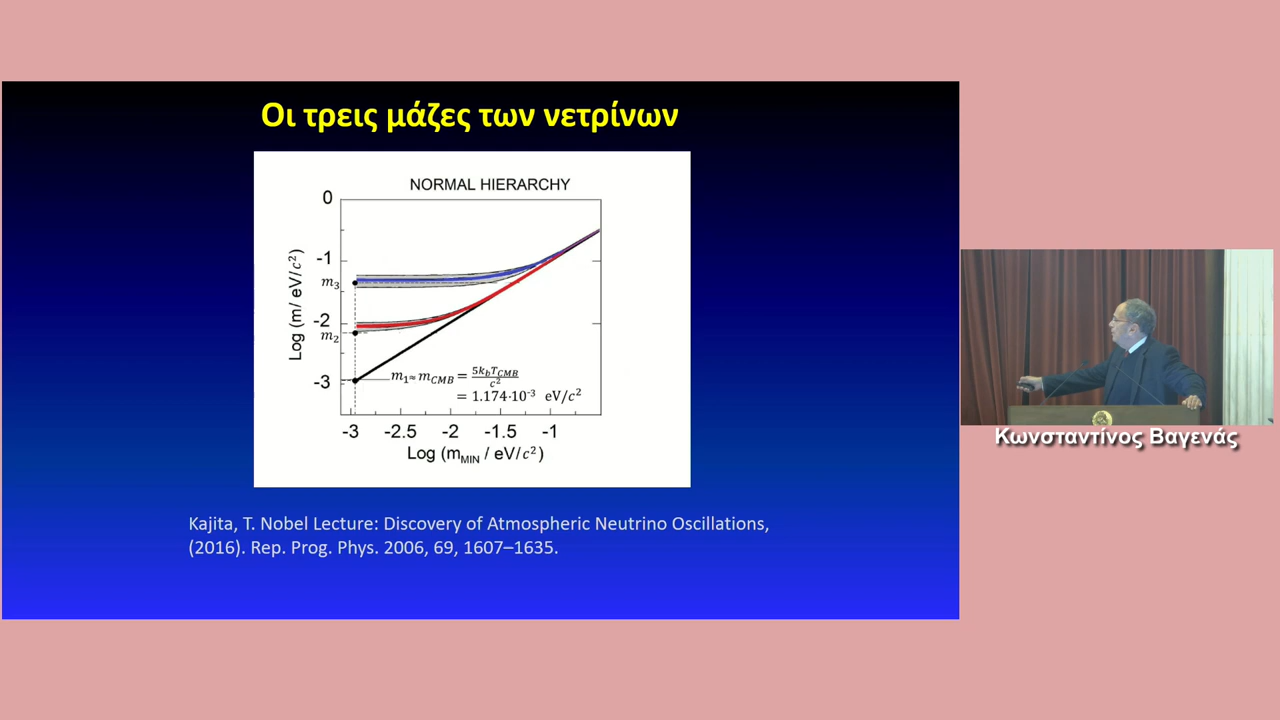 Οι τρεις μάζες των νετρίνων
NORMAL HIERARCHY
0
-1
m₃
-2
m₂
-3
Log (m/ eV/c²)
m₁≈ m_CMB = 5k_bT_CMB/c²
= 1.174·10⁻³ eV/c²
-3 -2.5 -2 -1.5 -1
Log (m_MIN / eV/c²)
Kajita, T. Nobel Lecture: Discovery of Atmospheric Neutrino Oscillations,
(2016). Rep. Prog. Phys. 2006, 69, 1607–1635.
Κωνσταντίνος Βαγενάς